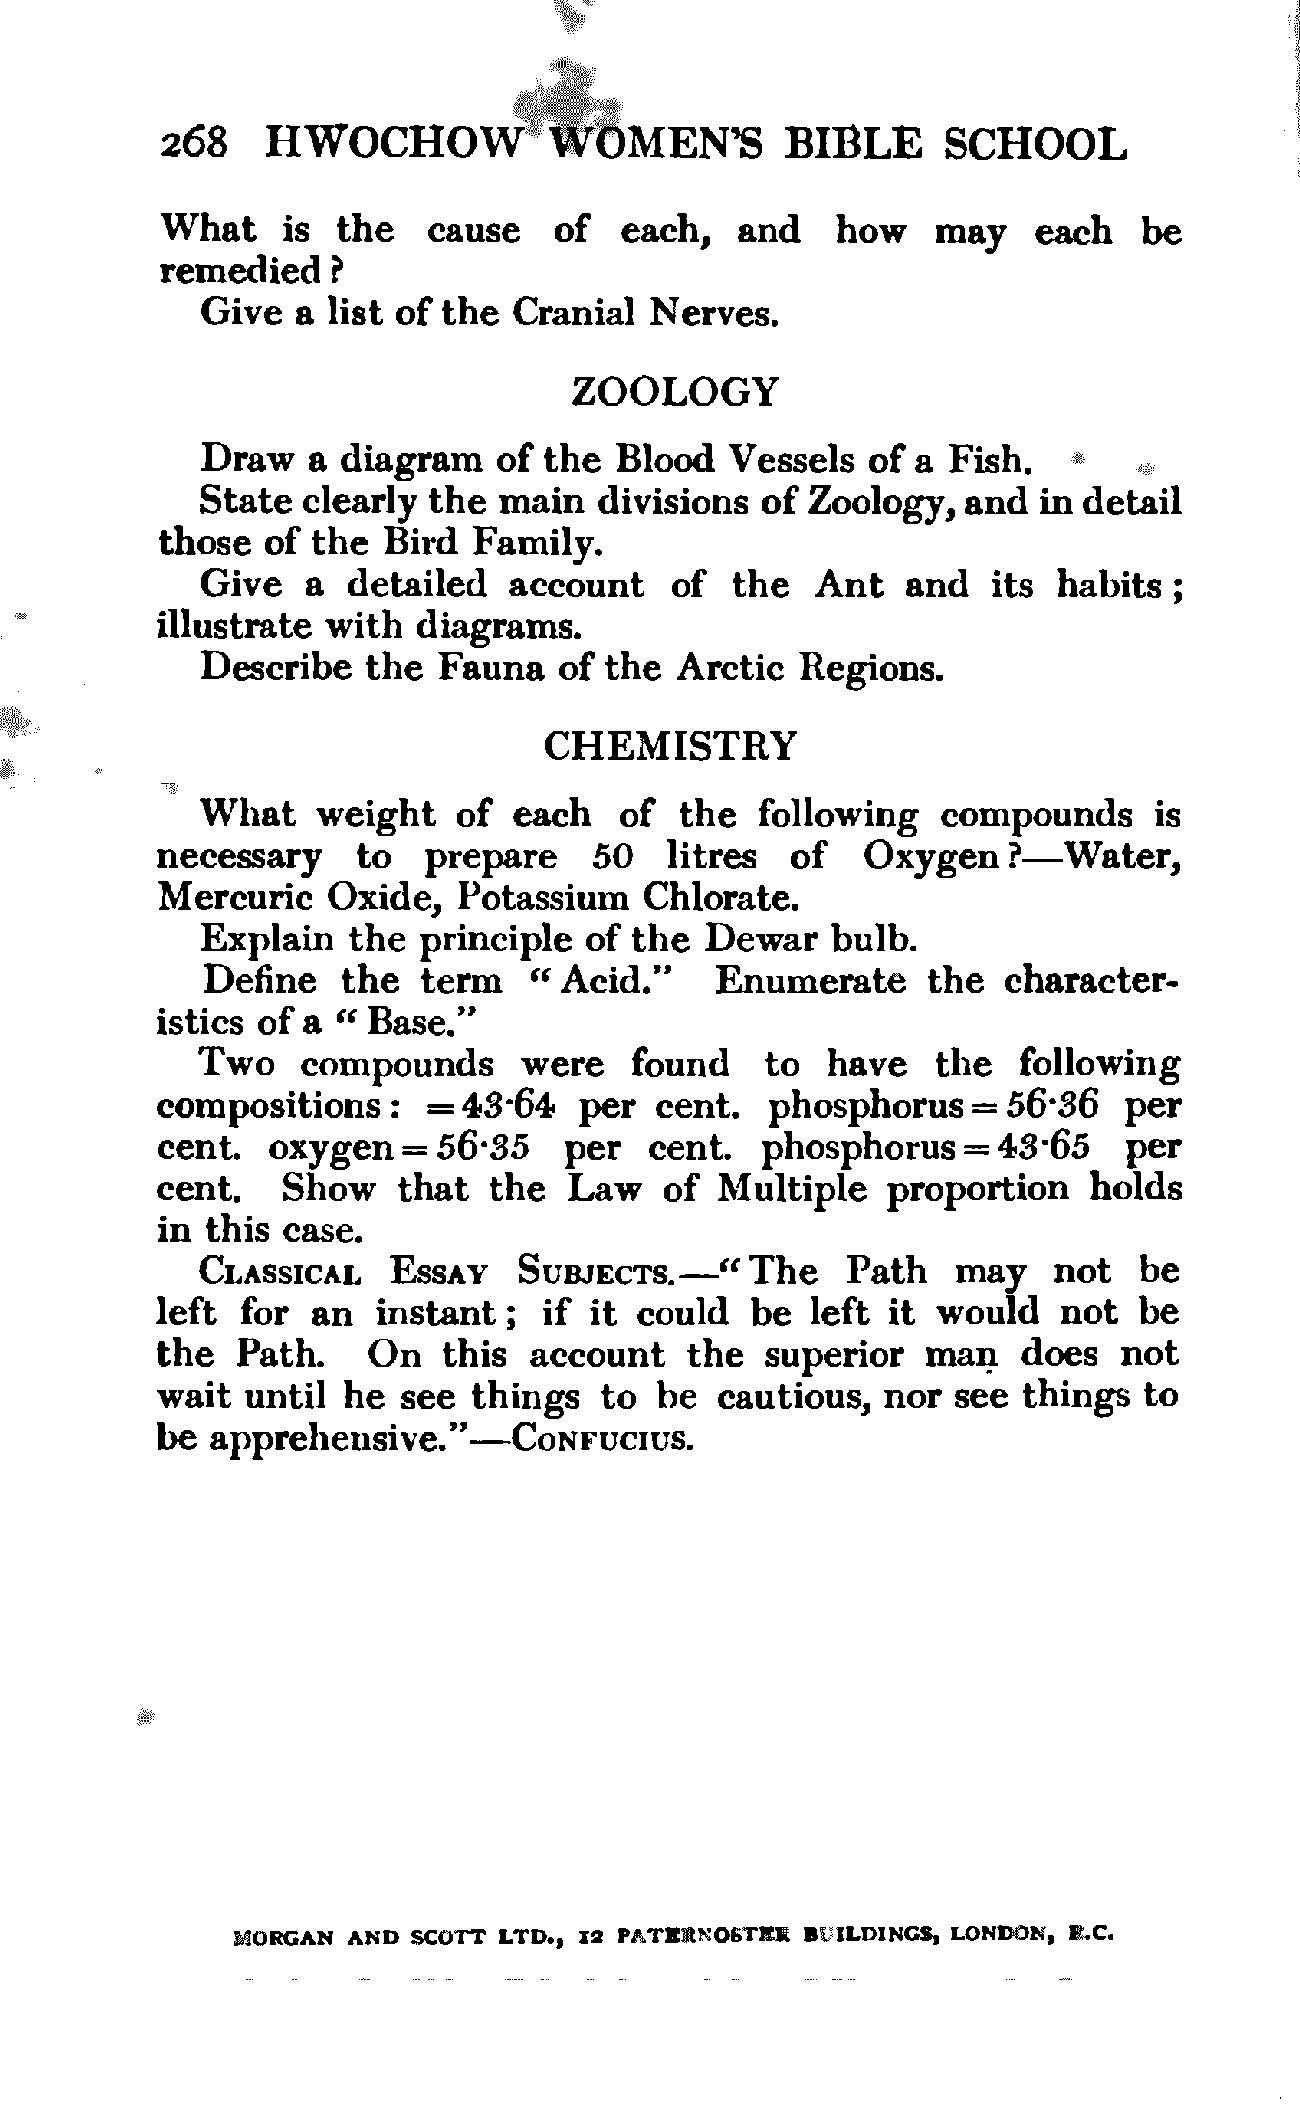 268 HWOCHOW WOMEN'S BIBLE SCHOOL
What is the cause of each, and how may each be
remedied ?
Give a list of the Cranial Nerves.
ZOOLOGY
Draw a diagram of the Blood Vessels of a Fish.
State clearly the main divisions of Zoology, and in detail
those of the Bird Family.
Give a detailed account of the Ant and its habits ;
illustrate with diagrams.
Describe the Fauna of the Arctic Regions.
CHEMISTRY
What weight of each of the following compounds is
necessary to prepare 50 litres of Oxygen ?—Water,
Mercuric Oxide, Potassium Chlorate.
Explain the principle of the Dewar bulb.
Define the term “ Acid.” Enumerate the character-
istics of a “ Base.”
Two compounds were found to have the following
compositions : = 43·64 per cent. phosphorus = 56·36 per
cent. oxygen = 56·35 per cent. phosphorus = 43·65 per
cent. Show that the Law of Multiple proportion holds
in this case.
CLASSICAL ESSAY SUBJECTS.—“ The Path may not be
left for an instant ; if it could be left it would not be
the Path. On this account the superior man does not
wait until he see things to be cautious, nor see things to
be apprehensive.”—CONFUCIUS.
MORGAN AND SCOTT LTD., 12 PATERNOSTER BUILDINGS, LONDON, E.C.